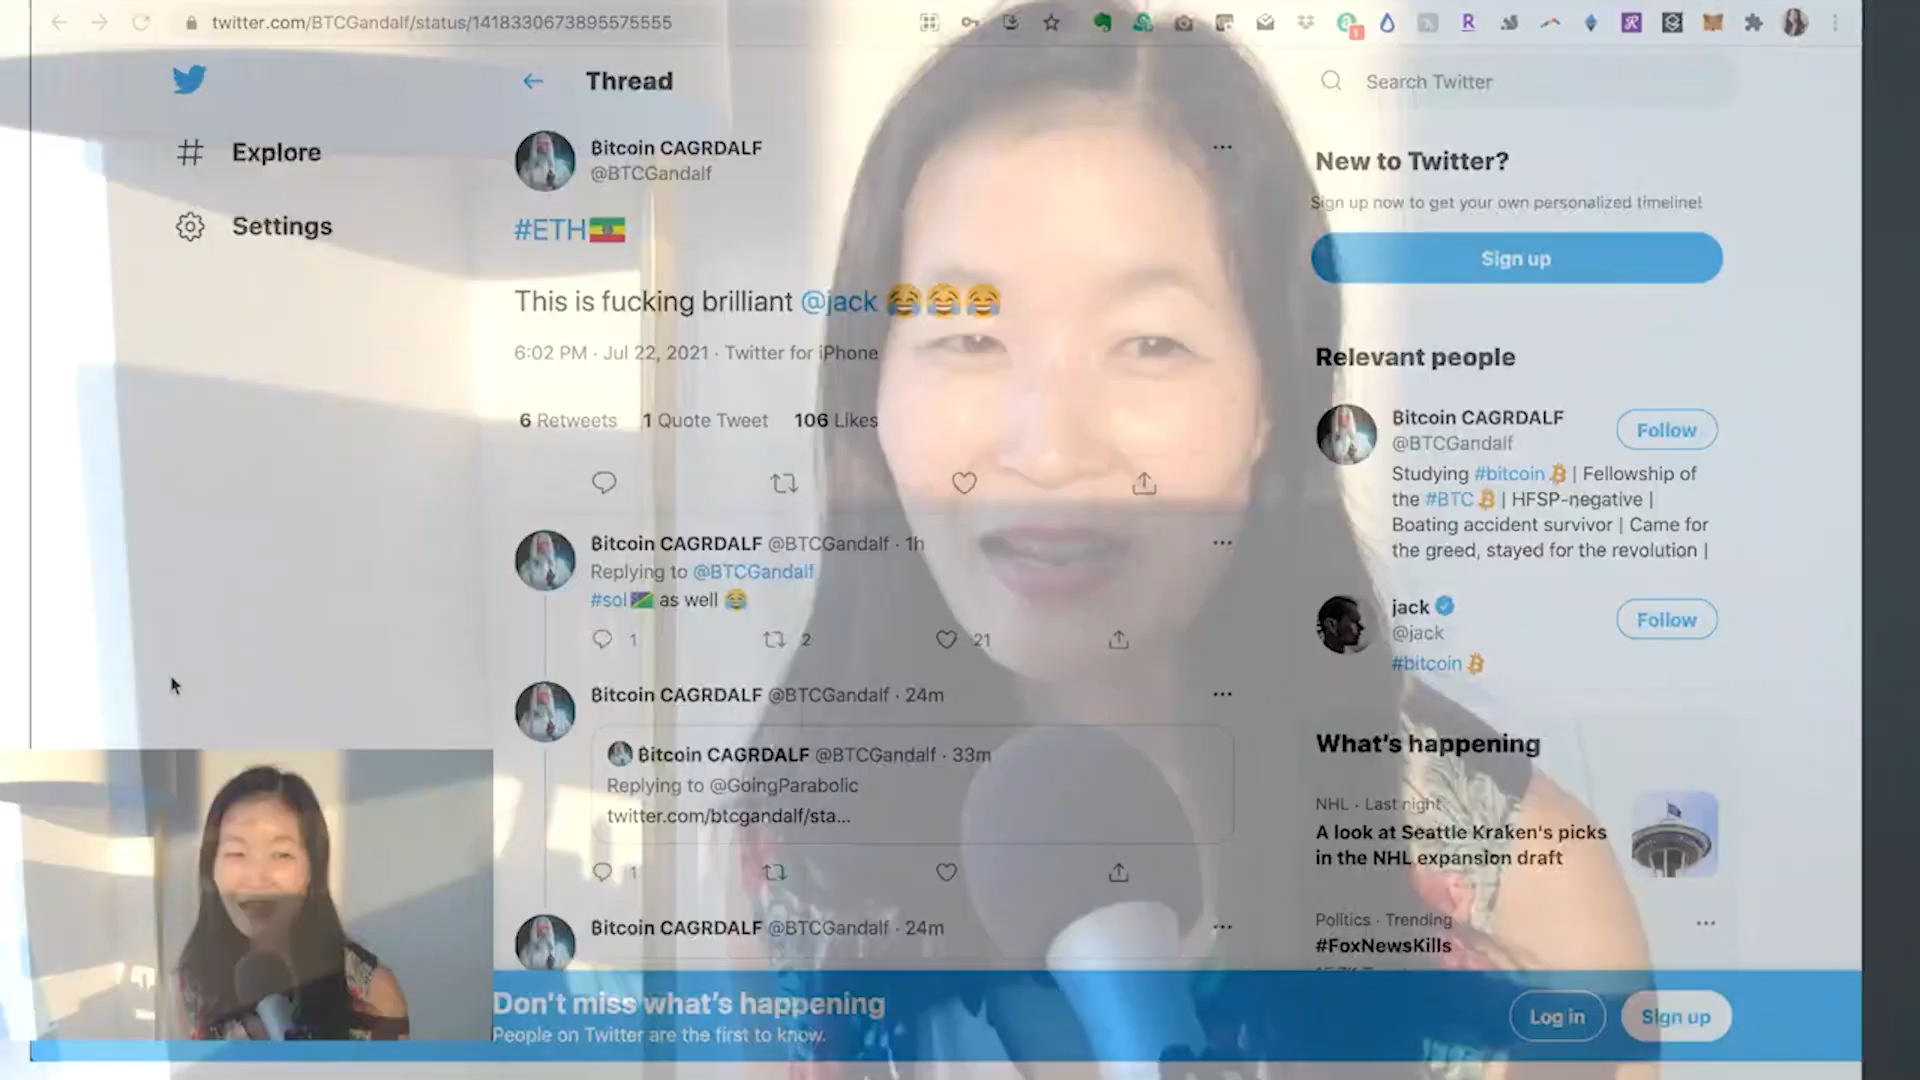 twitter.com/BTCGandalf/status/1418330673895575555
Explore
Settings
Thread
Bitcoin CAGRDALF
@BTCGandalf
#ETH
This is fucking brilliant @jack 😂😂😂
6:02 PM · Jul 22, 2021 · Twitter for iPhone
6 Retweets 1 Quote Tweet 106 Likes
Bitcoin CAGRDALF @BTCGandalf · 1h
Replying to @BTCGandalf
#sol as well 😂
1 2 21
Bitcoin CAGRDALF @BTCGandalf · 24m
Bitcoin CAGRDALF @BTCGandalf · 33m
Replying to @GoingParabolic
twitter.com/btcgandalf/sta...
1
Bitcoin CAGRDALF @BTCGandalf · 24m
Search Twitter
New to Twitter?
Sign up now to get your own personalized timeline!
Sign up
Relevant people
Bitcoin CAGRDALF
@BTCGandalf
Follow
Studying #bitcoin | Fellowship of
the #BTC | HFSP-negative |
Boating accident survivor | Came for
the greed, stayed for the revolution |
jack
@jack
Follow
#bitcoin
What's happening
NHL · Last night
A look at Seattle Kraken's picks
in the NHL expansion draft
Politics · Trending
#FoxNewsKills
Don't miss what's happening
People on Twitter are the first to know.
Log in
Sign up